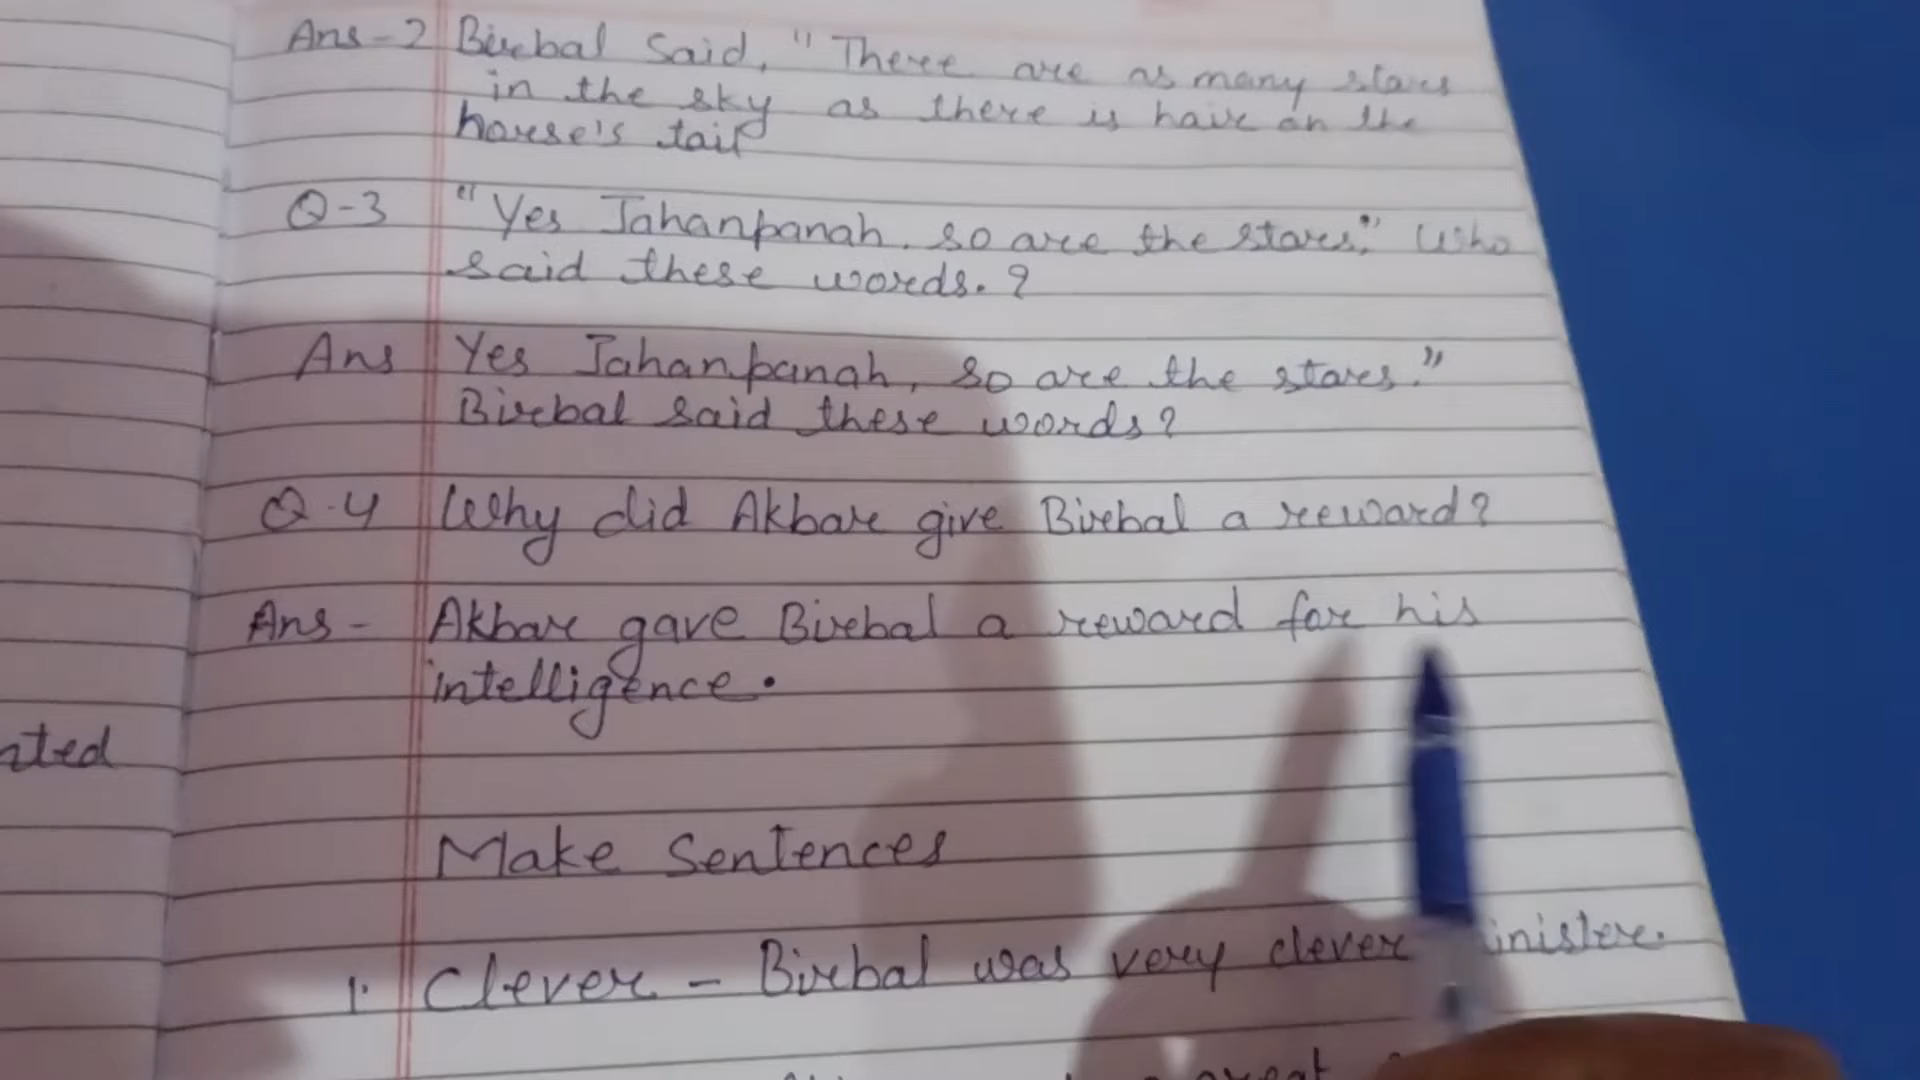 Ans-2 Birbal Said, "There are as many stars
in the sky as there is hair on the
horse's tail
Q-3 "Yes Jahanpanah, so are the stars." Who
said these words.?
Ans Yes Jahanpanah, so are the stars."
Birbal said these words?
Q.4 Why did Akbar give Birbal a reward?
Ans- Akbar gave Birbal a reward for his
intelligence.
nted
Make Sentences
1. Clever - Birbal was very clever inister.
great